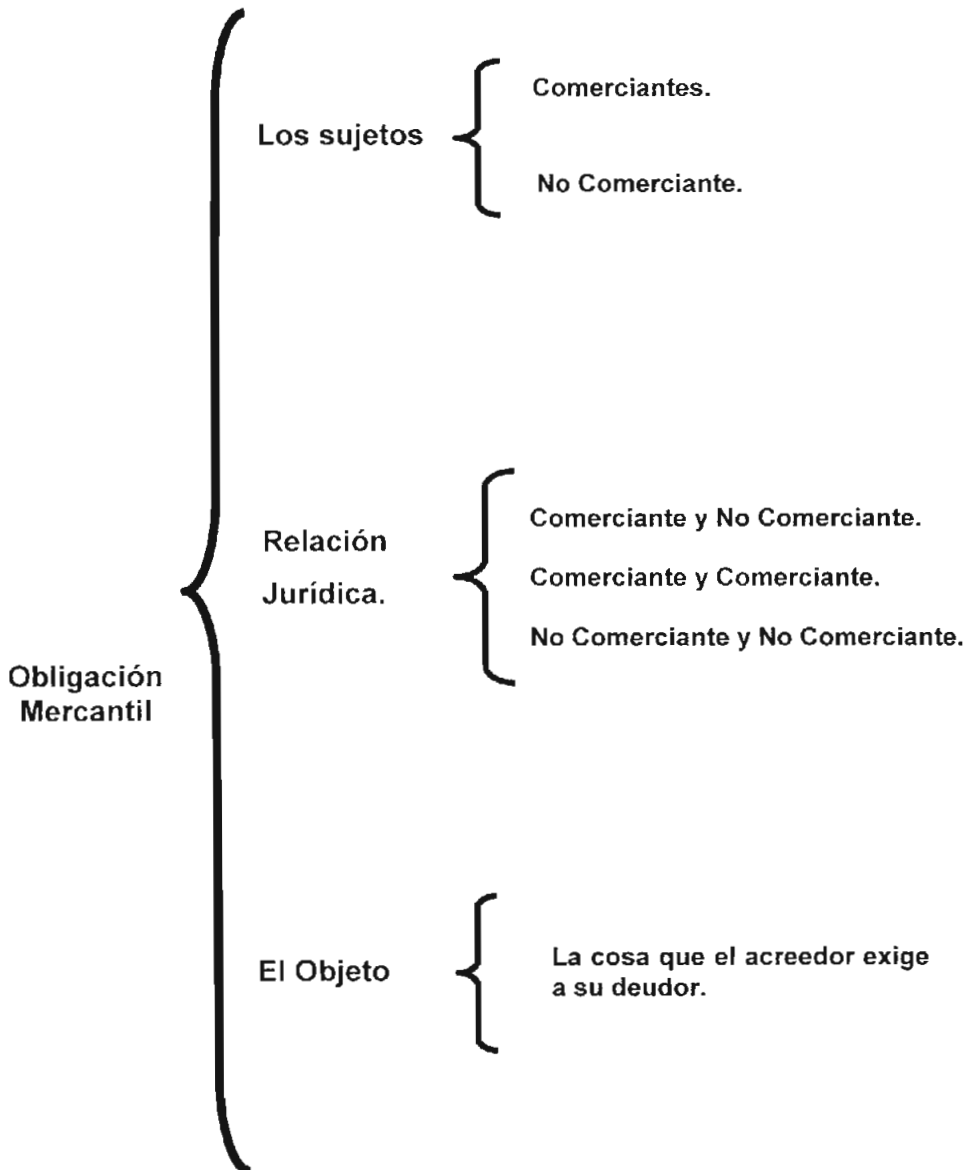 Obligación
Mercantil
Los sujetos
Comerciantes.
No Comerciante.
Relación
Jurídica.
Comerciante y No Comerciante.
Comerciante y Comerciante.
No Comerciante y No Comerciante.
El Objeto
La cosa que el acreedor exige
a su deudor.